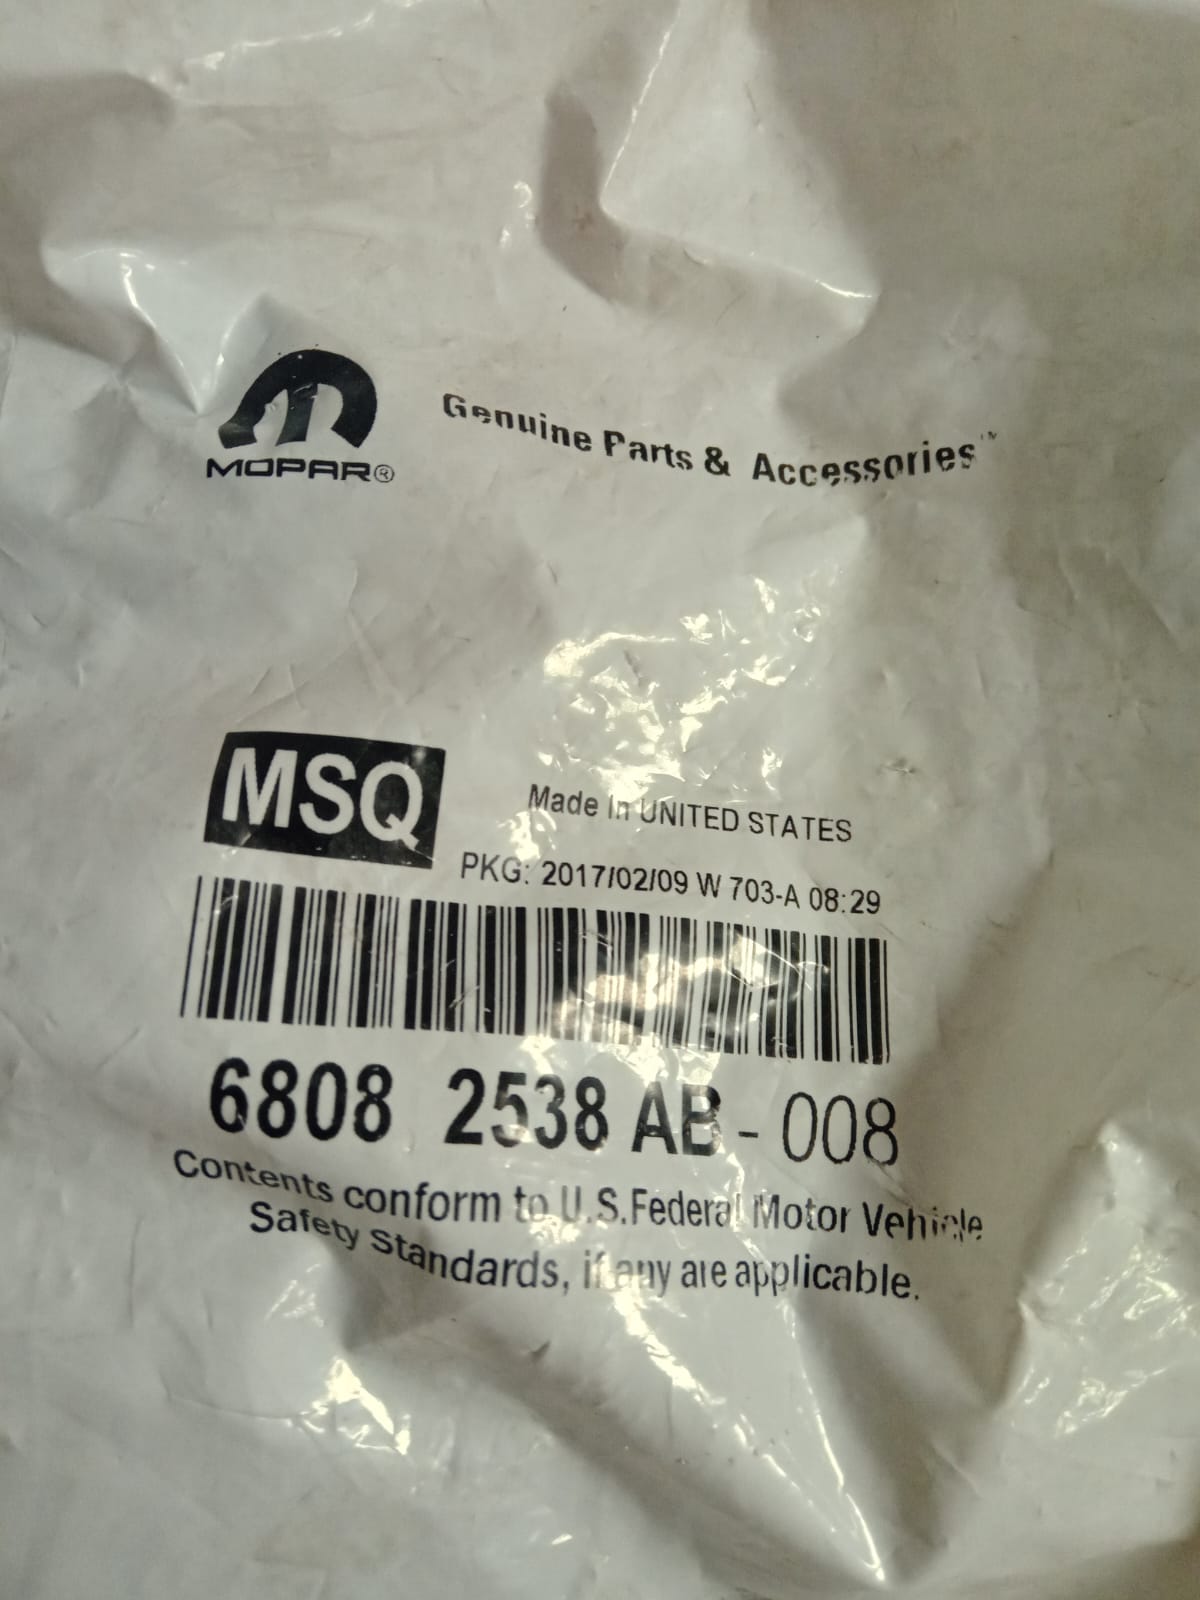 MOPAR®
Genuine Parts & Accessories™
MSQ
Made In UNITED STATES
PKG: 2017/02/09 W 703-A 08:29
6808 2538 AB - 008
Contents conform to U.S.Federal Motor Vehicle
Safety Standards, if any are applicable.